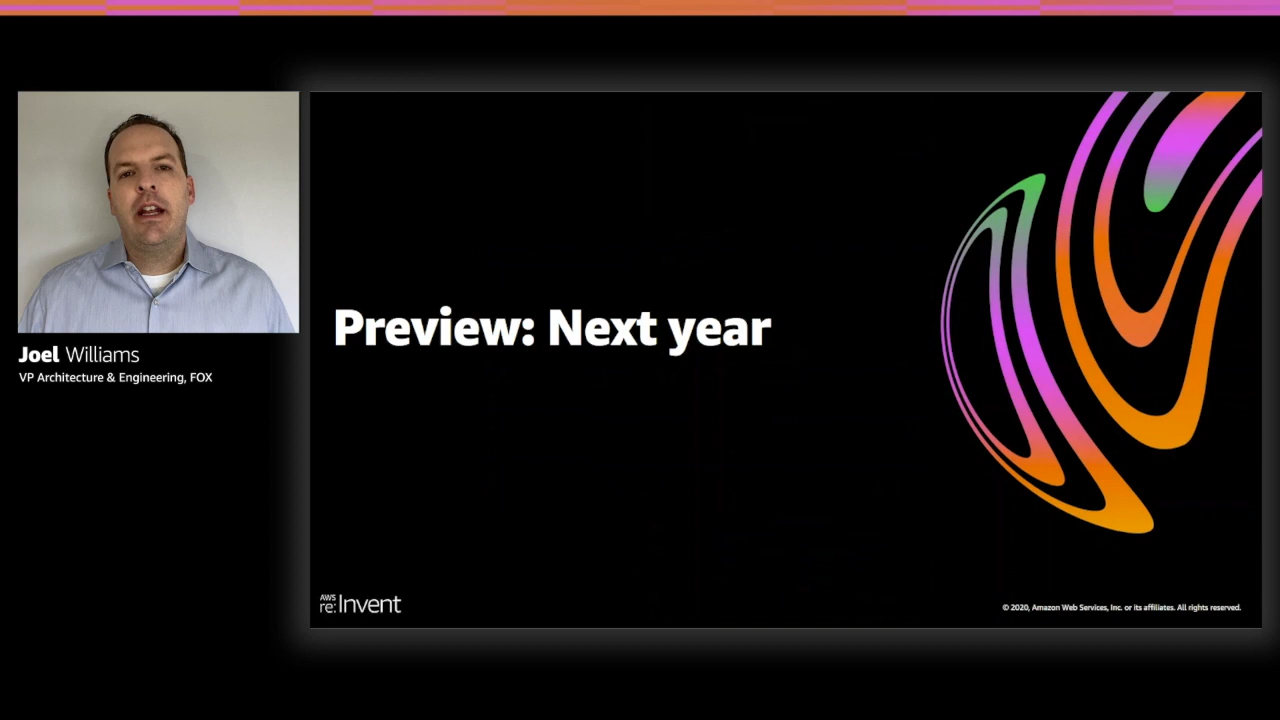 Joel Williams
VP Architecture & Engineering, FOX
Preview: Next year
AWS
re:Invent
© 2020, Amazon Web Services, Inc. or its affiliates. All rights reserved.